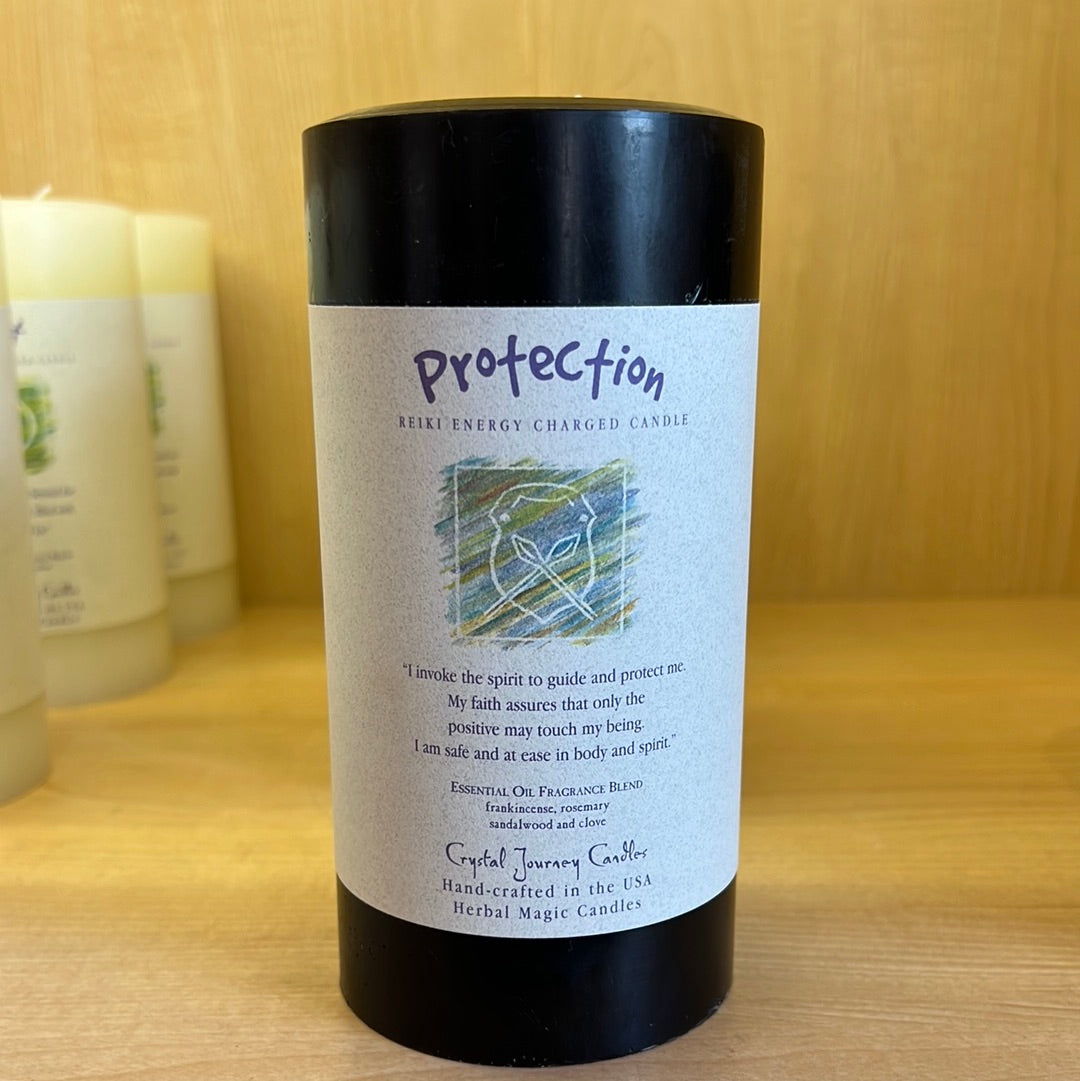 protection
REIKI ENERGY CHARGED CANDLE
“I invoke the spirit to guide and protect me.
My faith assures that only the
positive may touch my being.
I am safe and at ease in body and spirit.”
ESSENTIAL OIL FRAGRANCE BLEND
frankincense, rosemary
sandalwood and clove
Crystal Journey Candles
Hand-crafted in the USA
Herbal Magic Candles